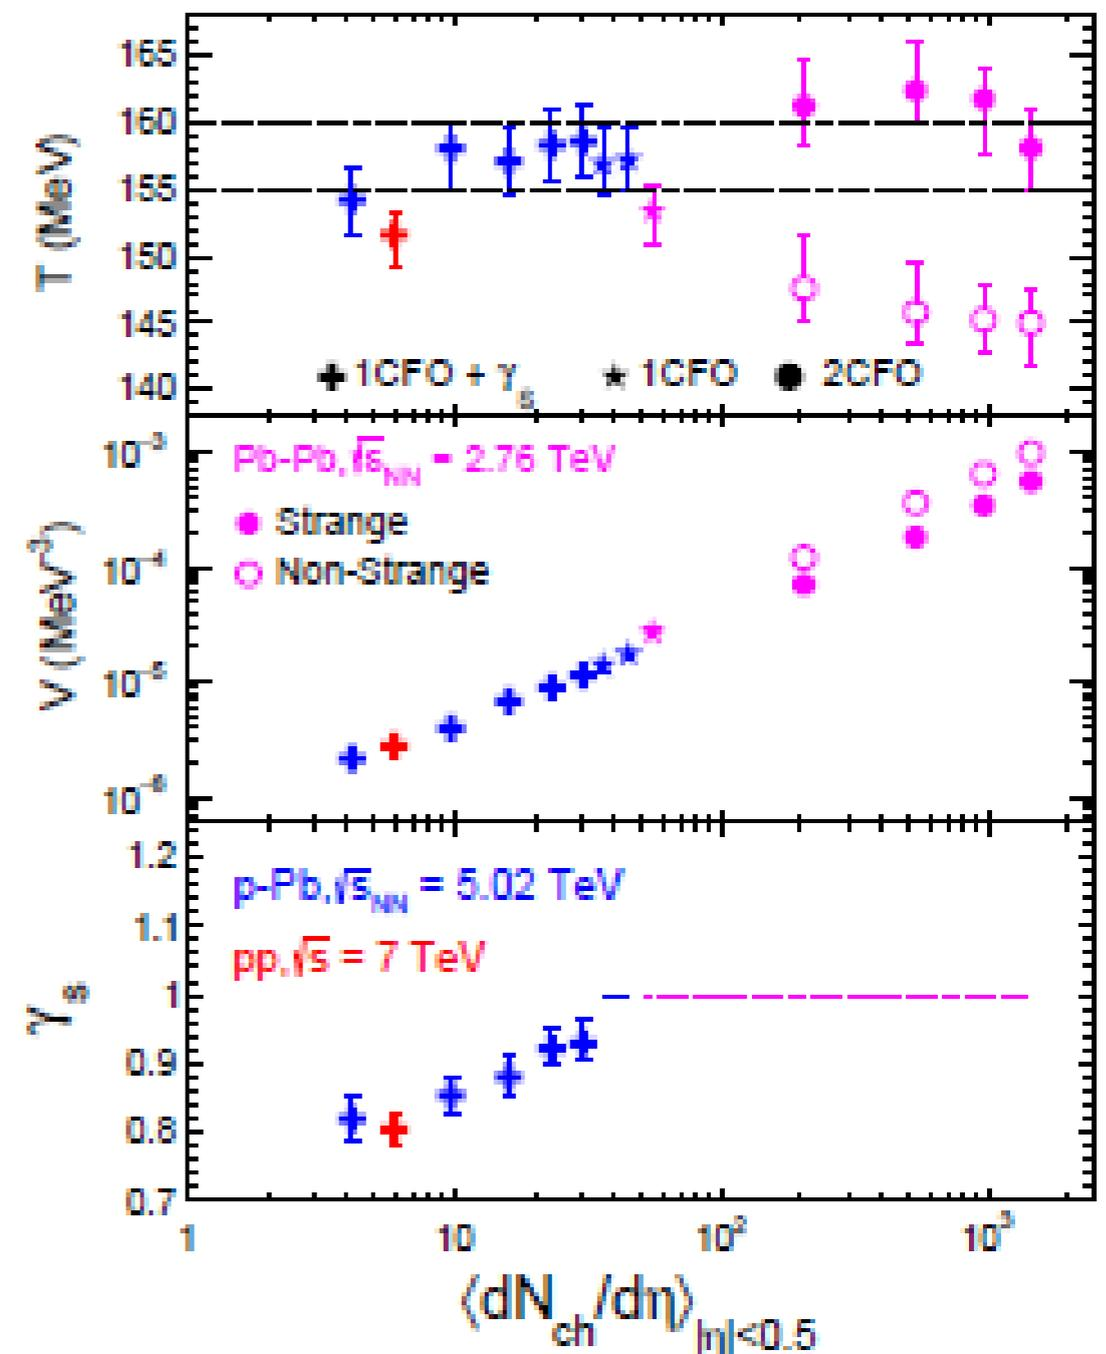 165
160
155
150
145
140
T (MeV)
1CFO + γs
1CFO
2CFO
10⁻³
10⁻⁴
10⁻⁵
10⁻⁶
V (MeV⁻³)
Pb-Pb, √sNN = 2.76 TeV
Strange
Non-Strange
1.2
1.1
1
0.9
0.8
0.7
γs
p-Pb,√sNN = 5.02 TeV
pp,√s = 7 TeV
1 10 10² 10³
⟨dNch/dη⟩|η|<0.5